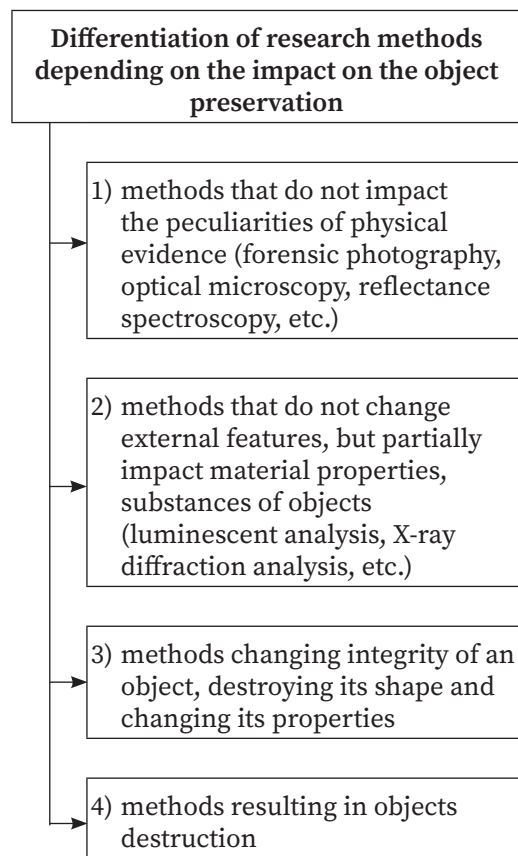 Differentiation of research methods
depending on the impact on the object
preservation
1) methods that do not impact
the peculiarities of physical
evidence (forensic photography,
optical microscopy, reflectance
spectroscopy, etc.)
2) methods that do not change
external features, but partially
impact material properties,
substances of objects
(luminescent analysis, X-ray
diffraction analysis, etc.)
3) methods changing integrity of an
object, destroying its shape and
changing its properties
4) methods resulting in objects
destruction